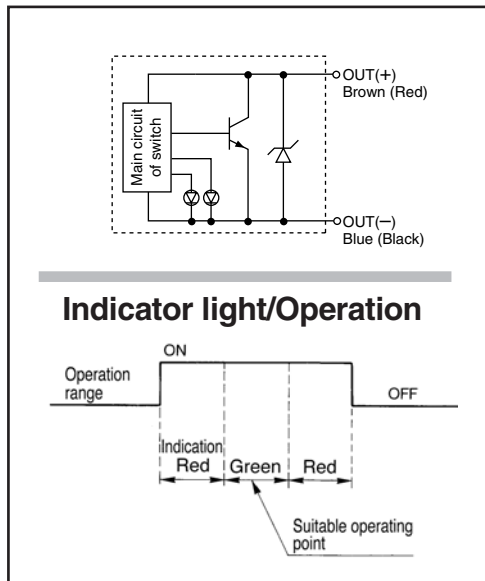 Main circuit
of switch
OUT(+)
Brown (Red)
OUT(−)
Blue (Black)
Indicator light/Operation
ON
Operation
range
OFF
Indication
Red
Green
Red
Suitable operating
point